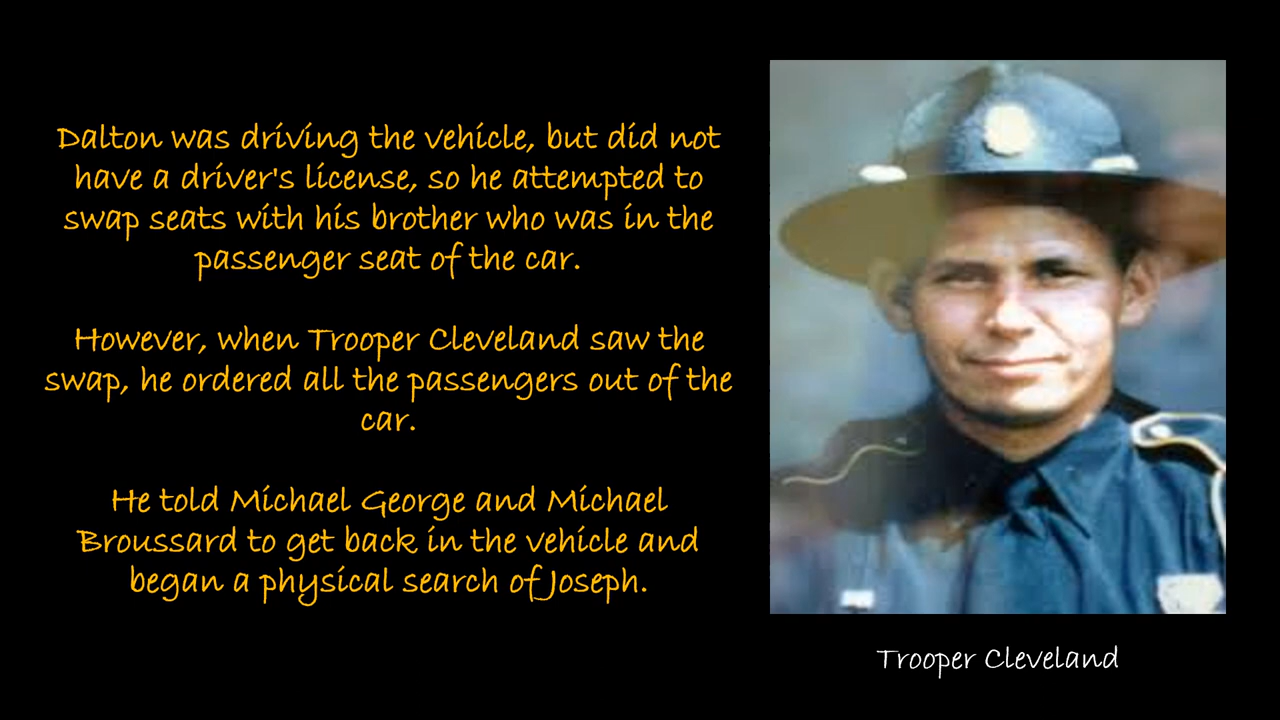 Dalton was driving the vehicle, but did not
have a driver's license, so he attempted to
swap seats with his brother who was in the
passenger seat of the car.
However, when Trooper Cleveland saw the
swap, he ordered all the passengers out of the
car.
He told Michael George and Michael
Broussard to get back in the vehicle and
began a physical search of Joseph.
Trooper Cleveland